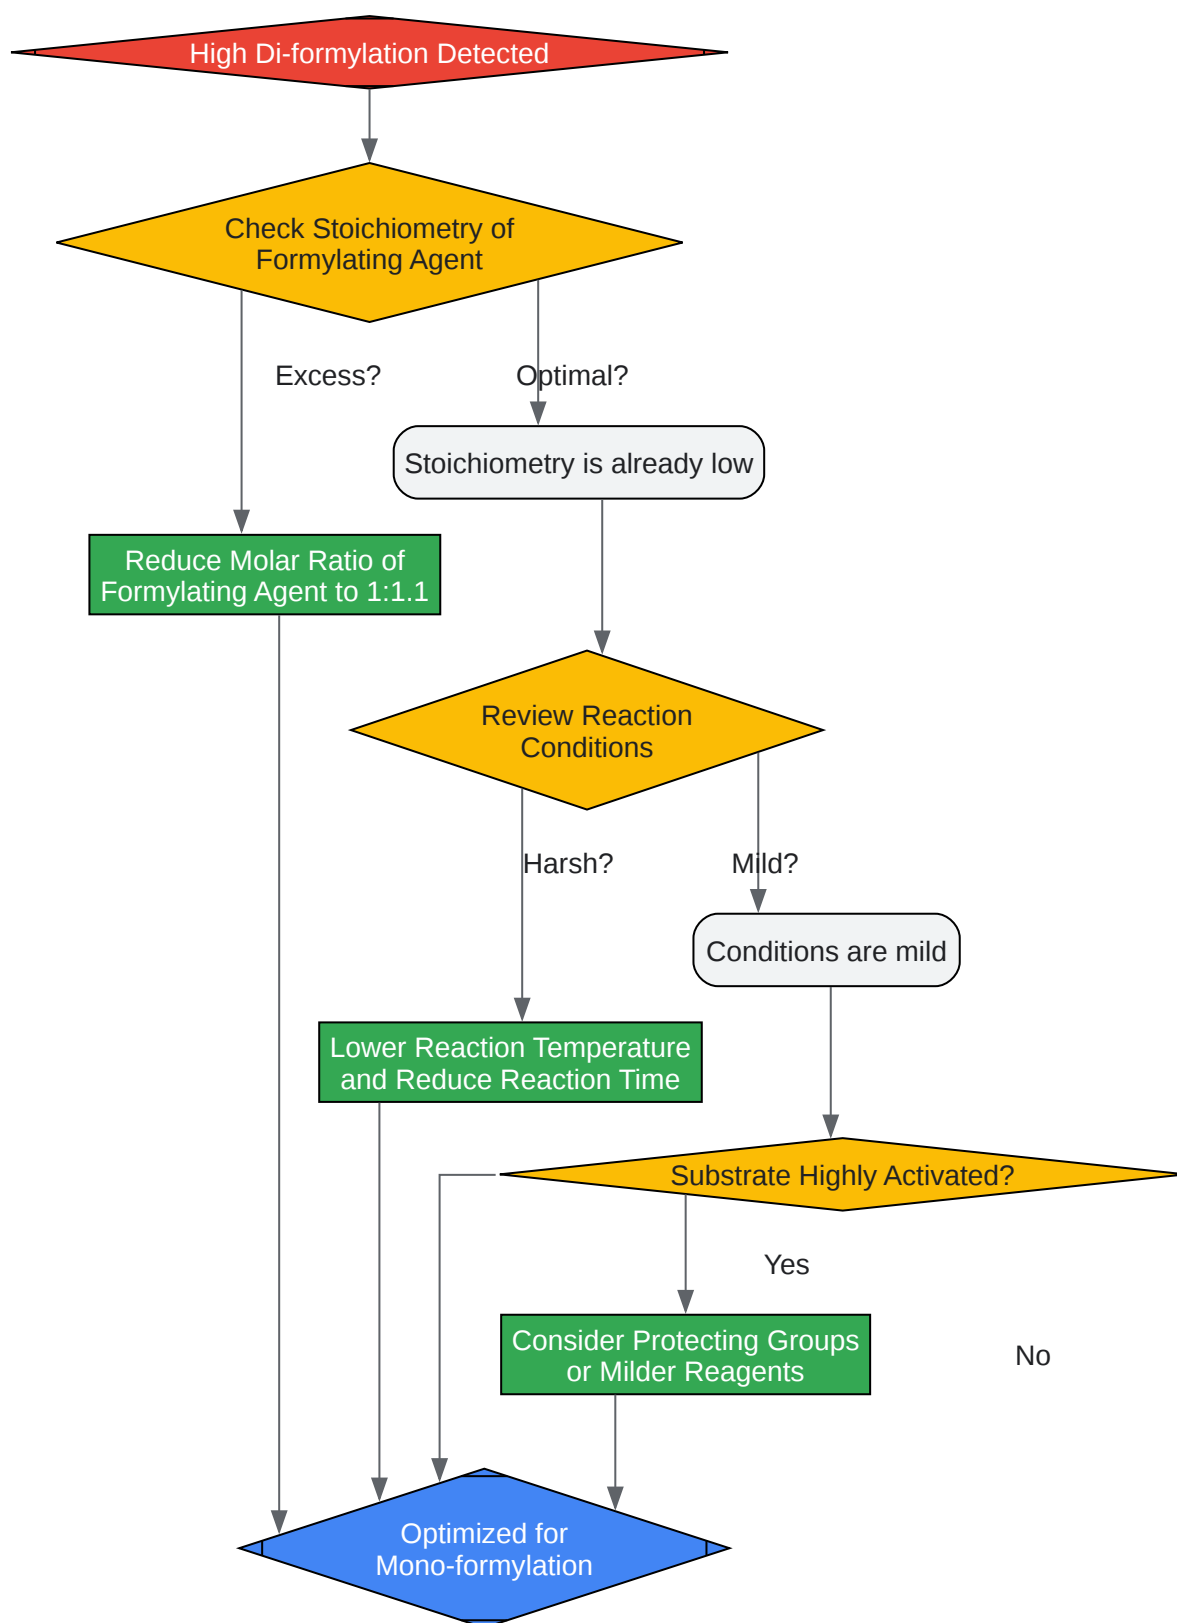 High Di-formylation Detected
Check Stoichiometry of
Formylating Agent
Excess?
Optimal?
Stoichiometry is already low
Reduce Molar Ratio of
Formylating Agent to 1:1.1
Review Reaction
Conditions
Harsh?
Mild?
Conditions are mild
Lower Reaction Temperature
and Reduce Reaction Time
Substrate Highly Activated?
Yes
Consider Protecting Groups
or Milder Reagents
No
Optimized for
Mono-formylation